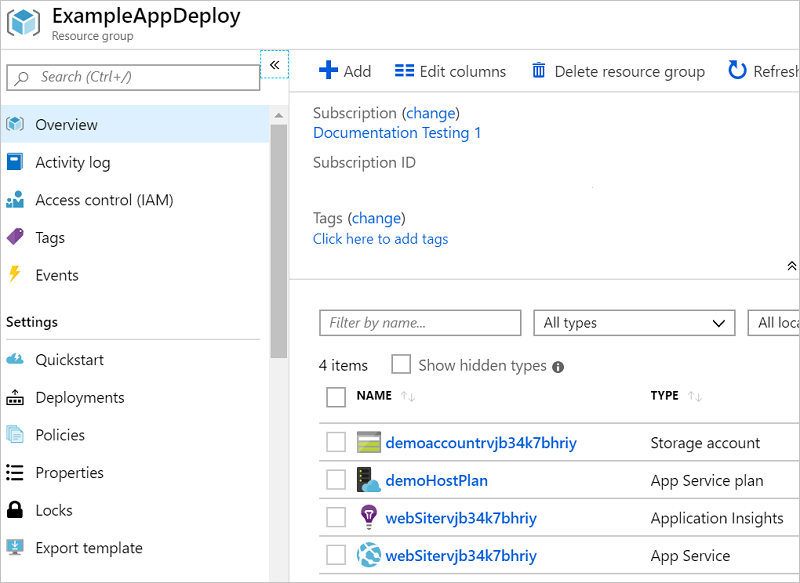 ExampleAppDeploy
Resource group
Search (Ctrl+/)
«
Overview
Activity log
Access control (IAM)
Tags
Events
Settings
Quickstart
Deployments
Policies
Properties
Locks
Export template
Add
Edit columns
Delete resource group
Refresh
Subscription (change)
Documentation Testing 1
Subscription ID
Tags (change)
Click here to add tags
Filter by name...
All types
All loca
4 items
Show hidden types
NAME
TYPE
demoaccountrvjb34k7bhriy
Storage account
demoHostPlan
App Service plan
webSitervjb34k7bhriy
Application Insights
webSitervjb34k7bhriy
App Service